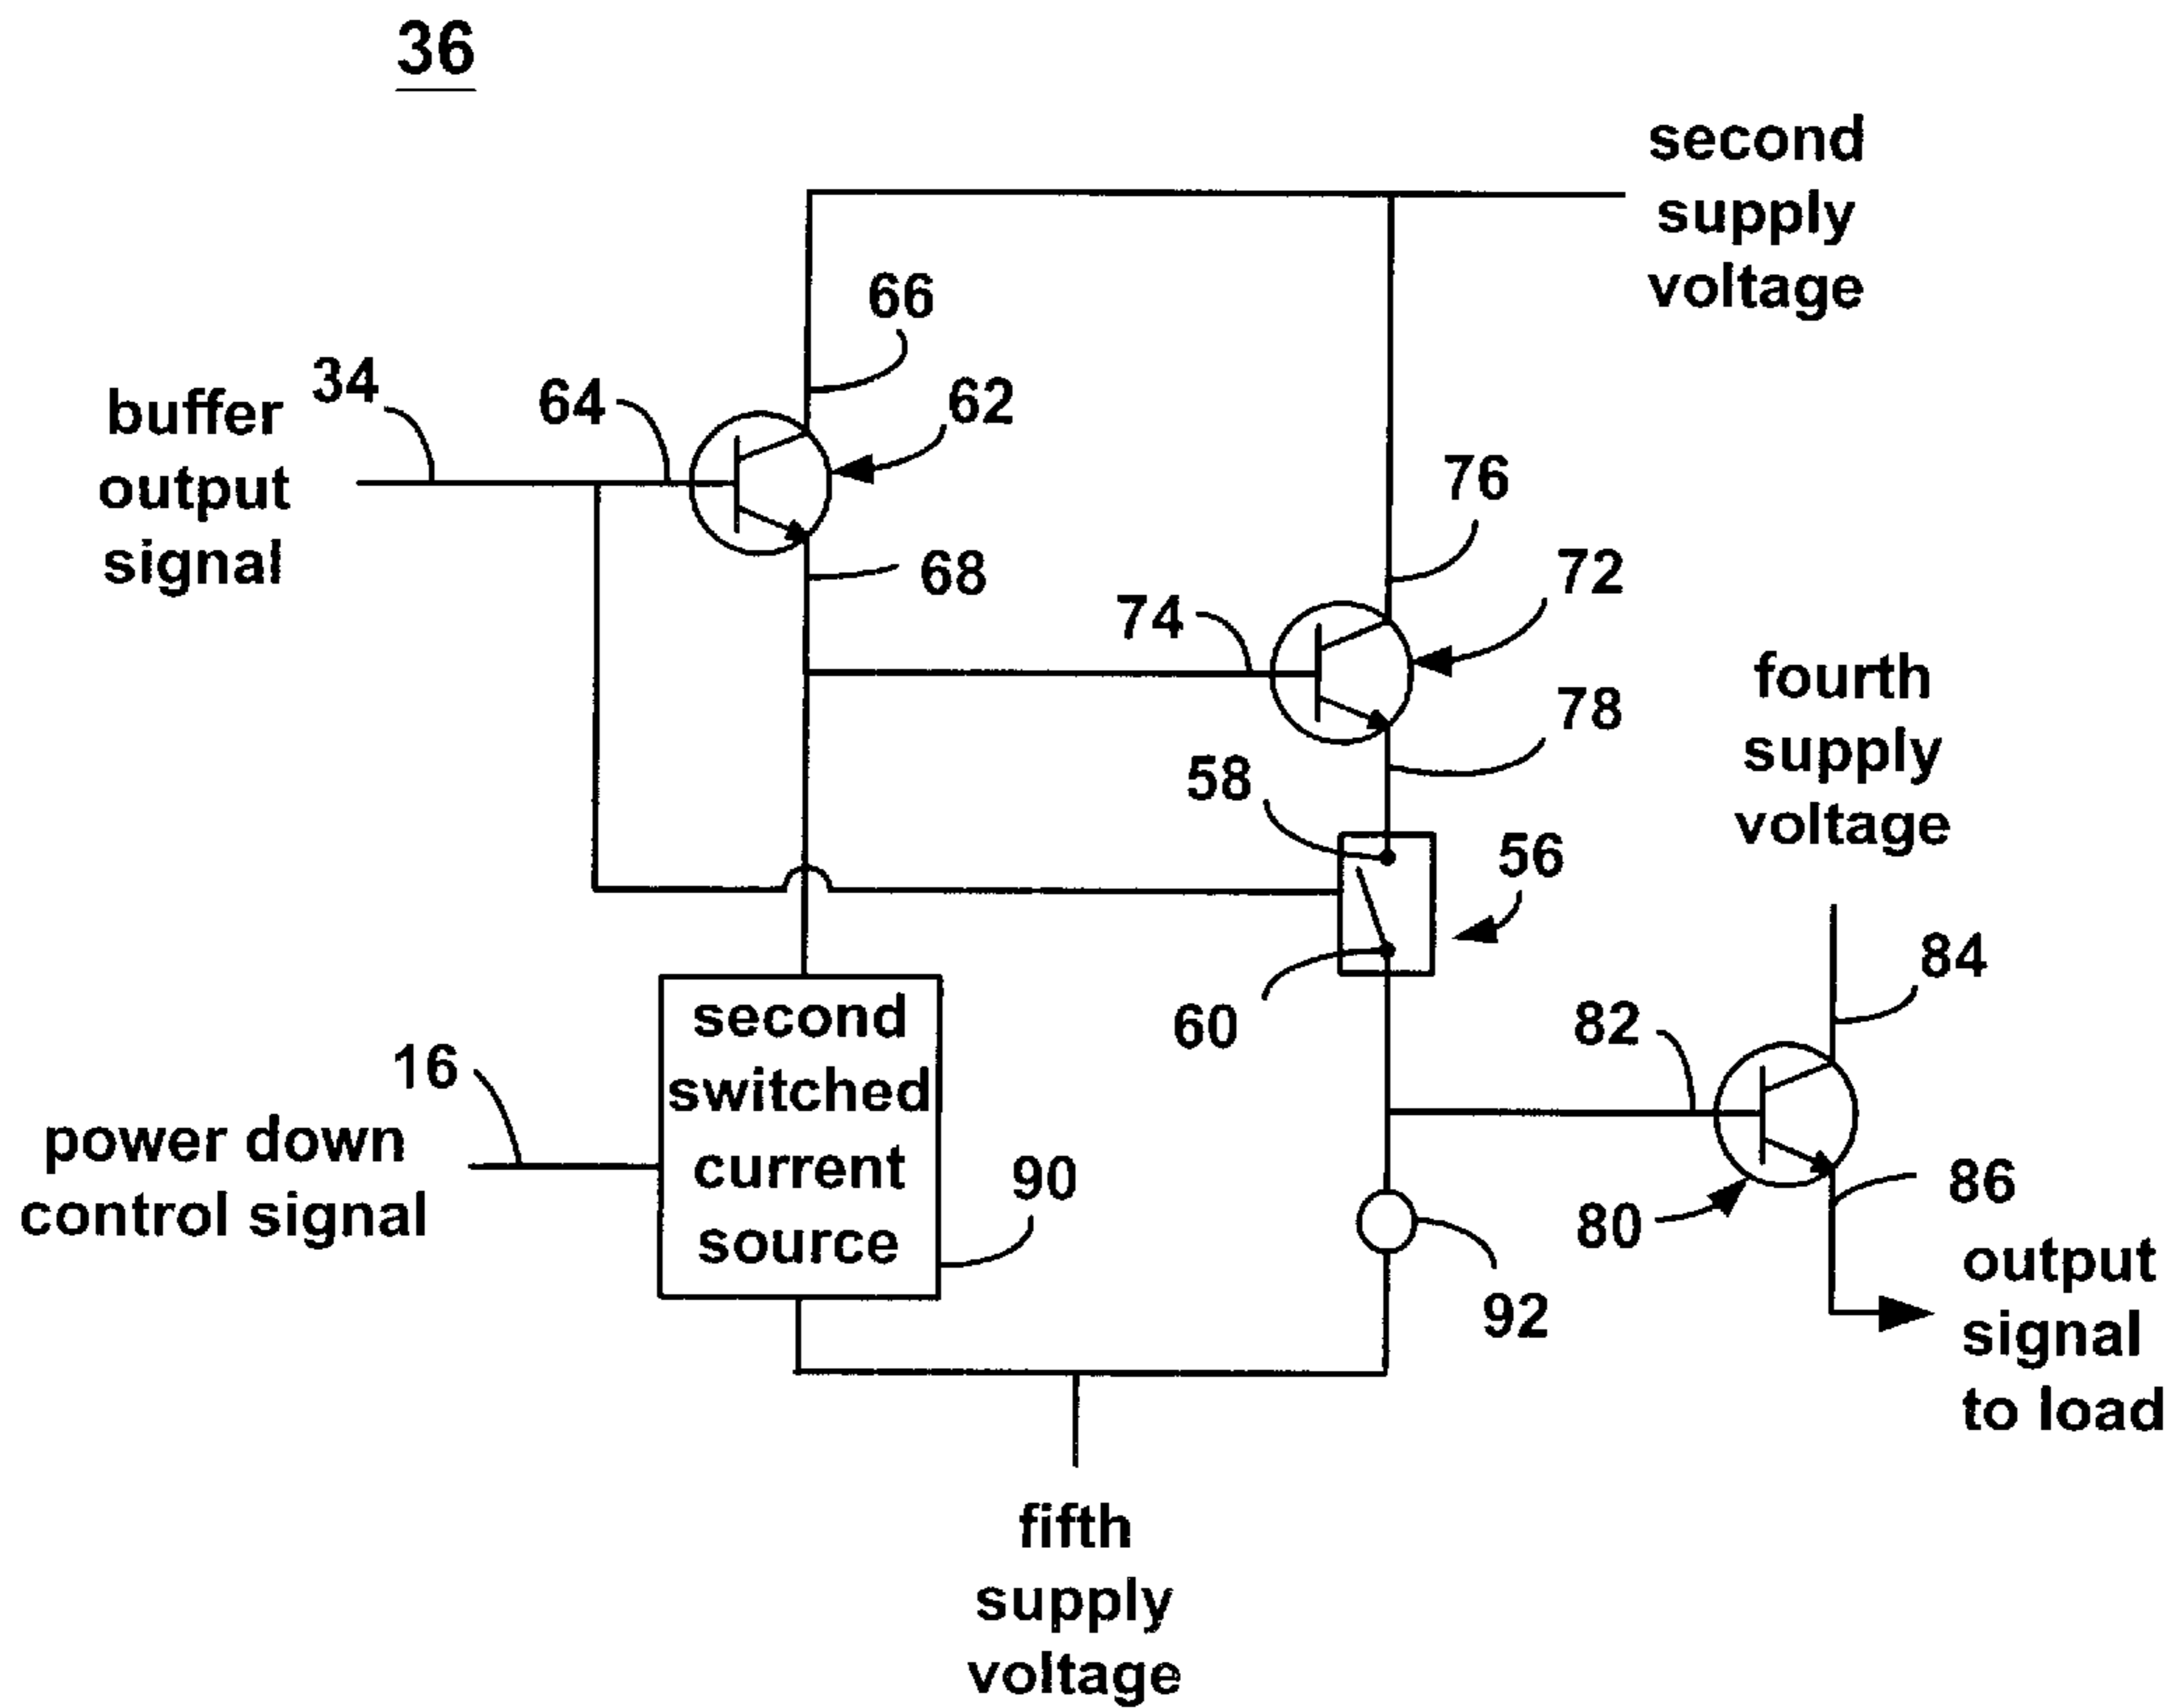 36
second
supply
voltage
66
34
64
62
buffer
output
signal
76
68
72
74
fourth
supply
voltage
78
58
56
84
60
82
second
switched
current
source
16
power down
control signal
90
86
80
92
output
signal
to load
fifth
supply
voltage